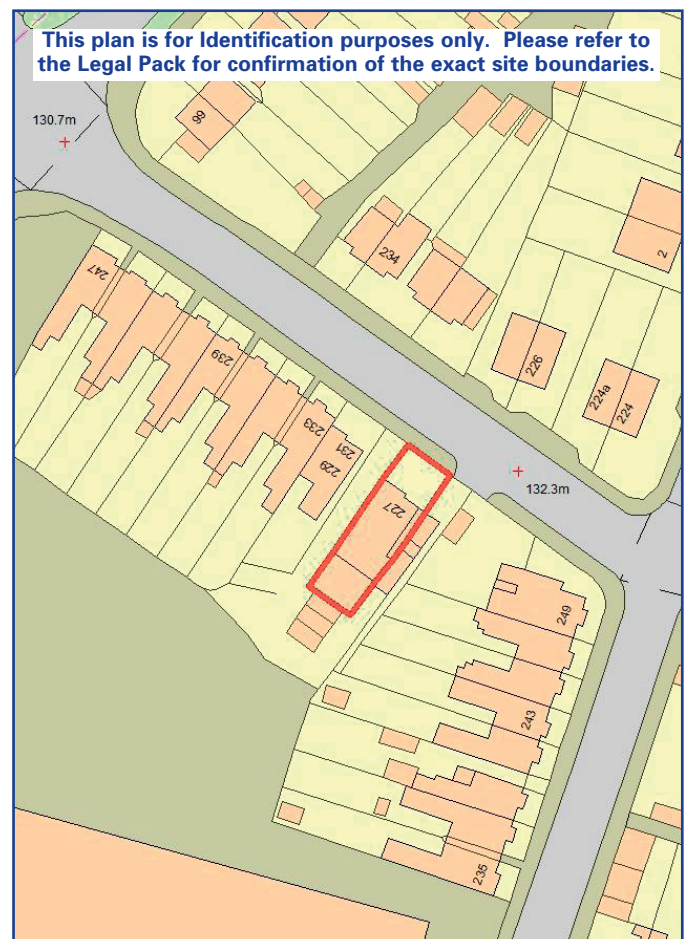 This plan is for Identification purposes only. Please refer to
the Legal Pack for confirmation of the exact site boundaries.
130.7m
99
234
2
247
226
239
224a
224
233
231
229
132.3m
227
249
243
235